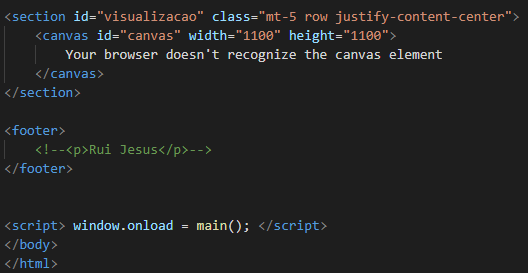 <section id="visualizacao" class="mt-5 row justify-content-center">
<canvas id="canvas" width="1100" height="1100">
Your browser doesn't recognize the canvas element
</canvas>
</section>
<footer>
<!--<p>Rui Jesus</p>-->
</footer>
<script> window.onload = main(); </script>
</body>
</html>